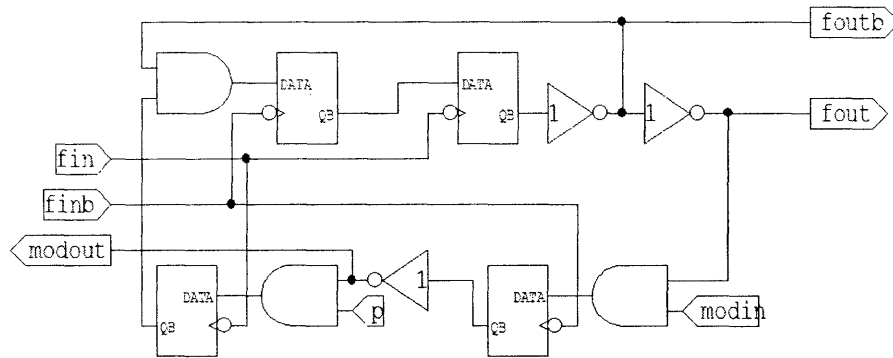 foutb
DATA
QB
DATA
QB
1
1
fout
fin
finb
modout
DATA
QB
p
1
DATA
QB
modin